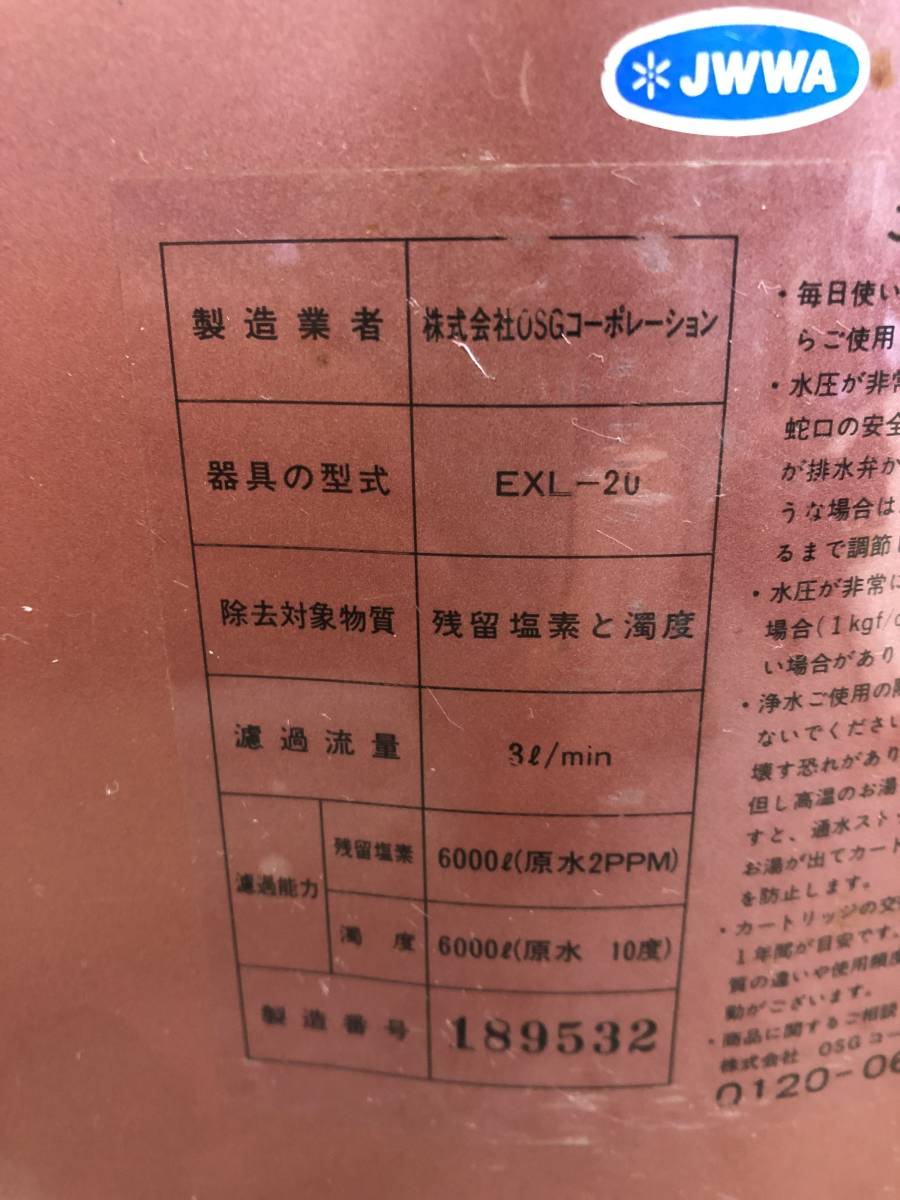 JWWA
製造業者 株式会社OSGコーポレーション
器具の型式 EXL-20
除去対象物質 残留塩素と濁度
濾過流量 3ℓ/min
濾過能力 残留塩素 6000ℓ(原水2PPM)
濁度 6000ℓ(原水 10度)
製造番号 189532
・毎日使い
らご使用
・水圧が非常
蛇口の安全
が排水弁か
うな場合は
るまで調節
・水圧が非常に
場合(1kgf/c
い場合があり
・浄水ご使用の際
ないでください
壊す恐れがあり
但し高温のお湯
すと、通水スト
お湯が出てカート
を防止します。
・カートリッジの交
1年間が目安です。
質の違いや使用頻度
動がございます。
・商品に関するご相談
株式会社 OSGコー
0120-06